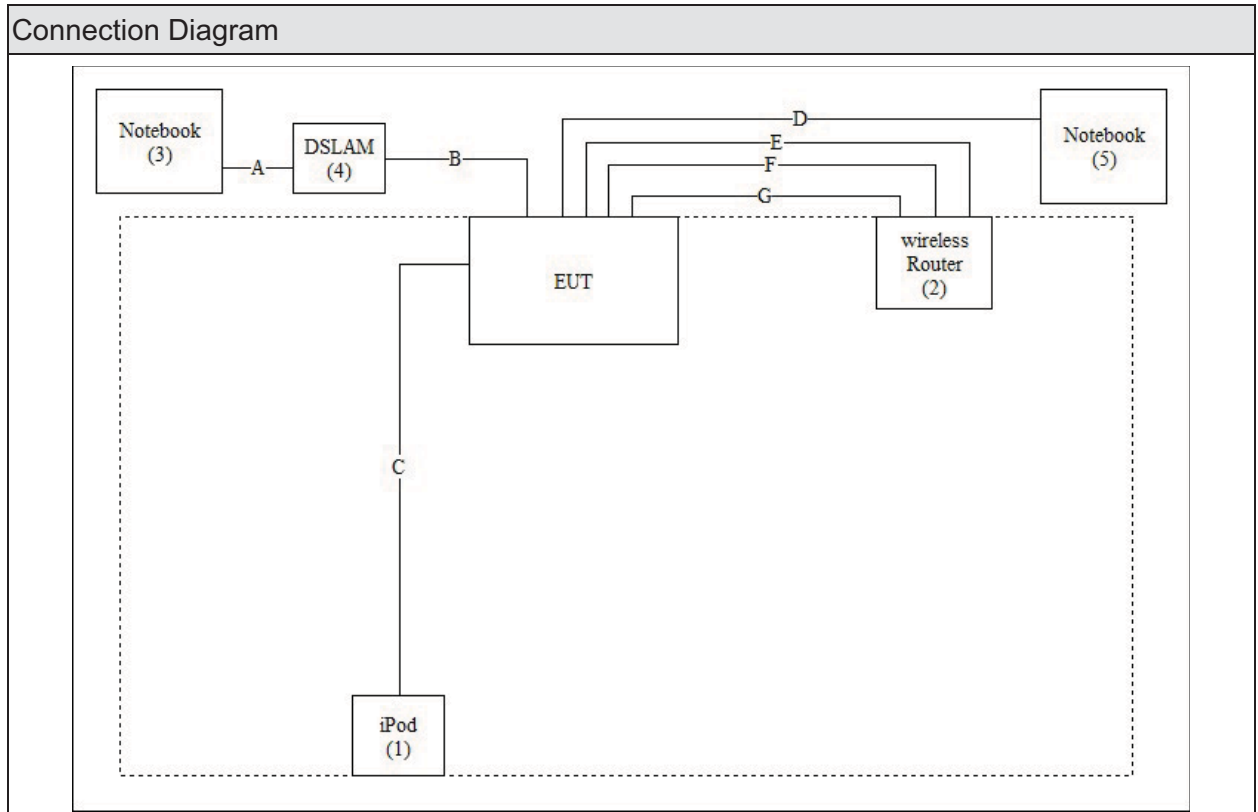 Connection Diagram
Notebook
(3)
A
DSLAM
(4)
B
D
E
F
G
Notebook
(5)
EUT
wireless
Router
(2)
C
iPod
(1)